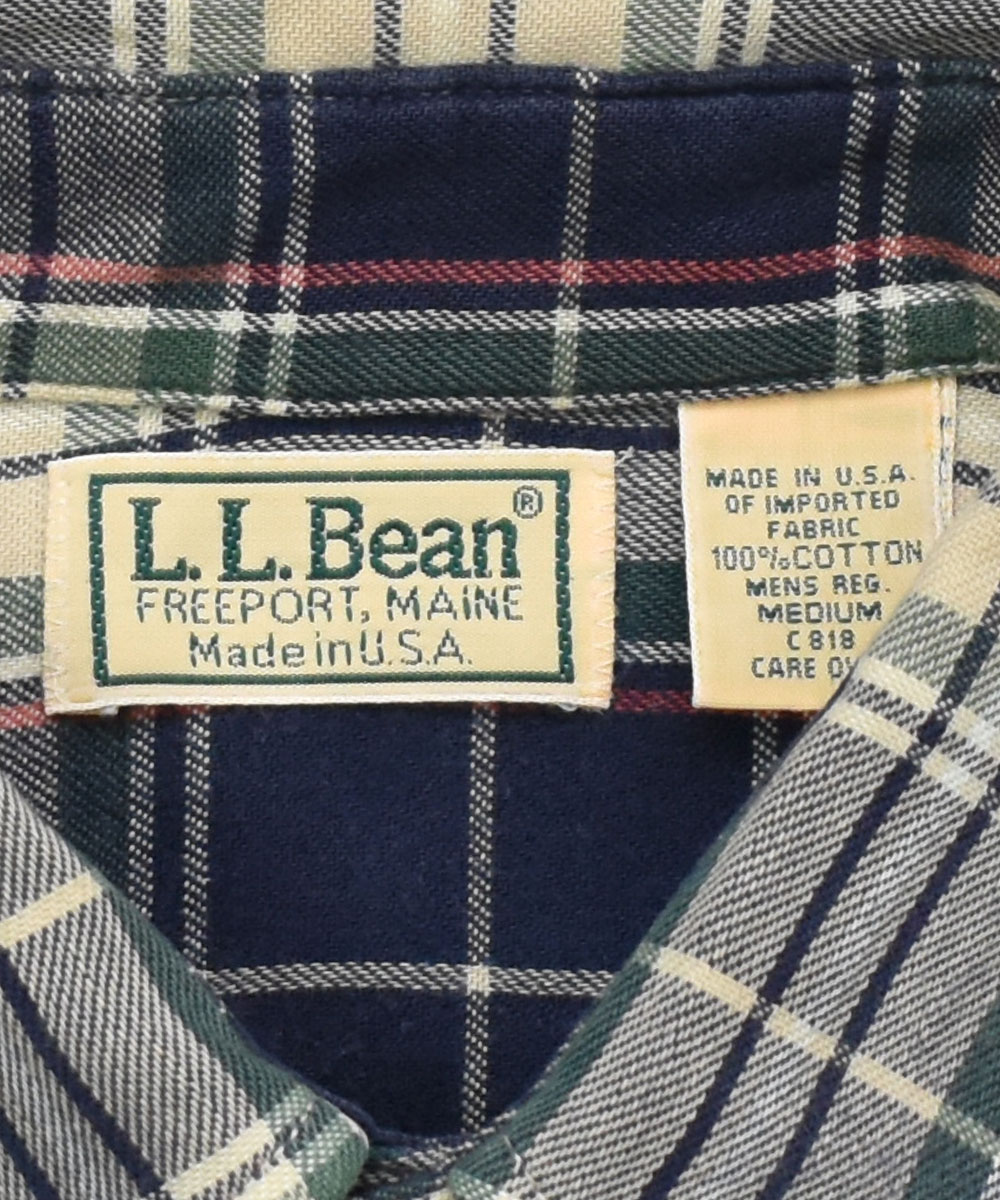 L.L.Bean®
FREEPORT, MAINE
Made in U.S.A.
MADE IN U.S.A.
OF IMPORTED
FABRIC
100% COTTON
MENS REG.
MEDIUM
C 818
CARE